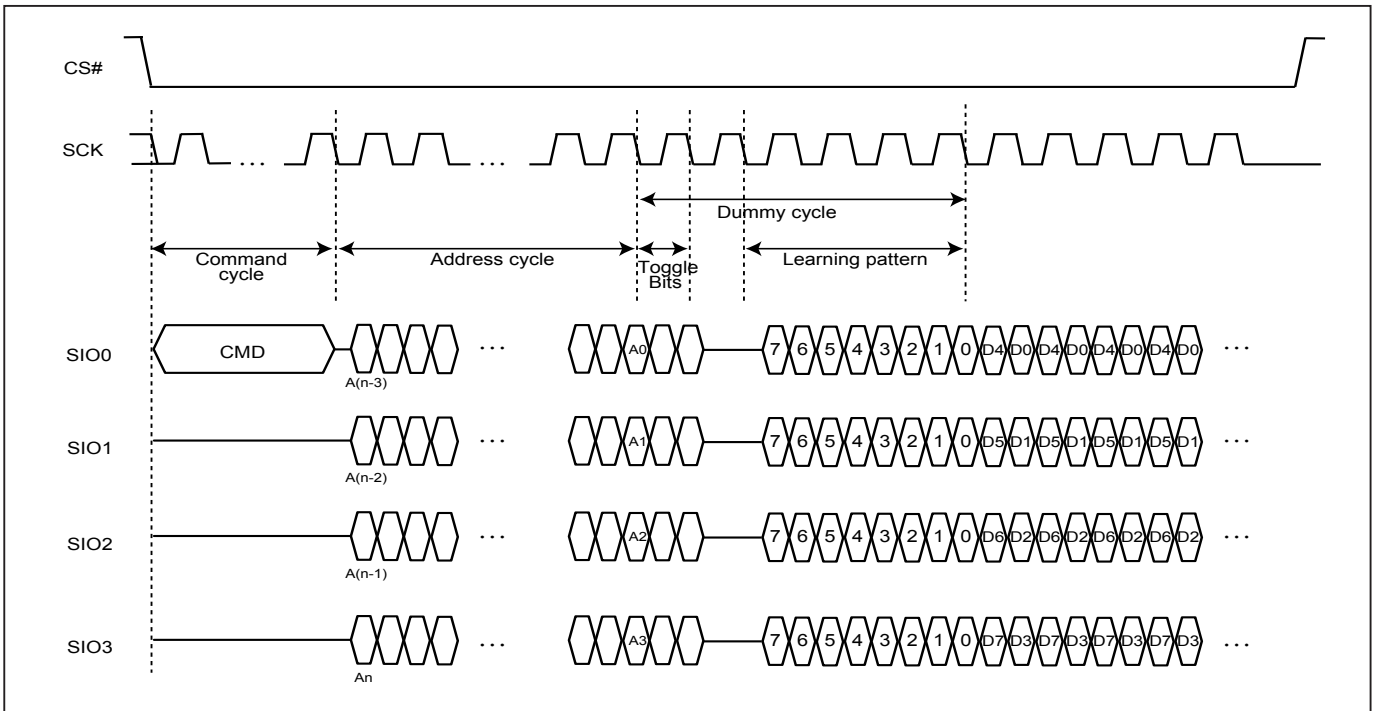 CS#
SCK
...
...
Dummy cycle
Command
cycle
Address cycle
Toggle
Bits
Learning pattern
SIO0
CMD
A(n-3)
...
A0
7 6 5 4 3 2 1 0 D4 D0 D4 D0 D4 D0 D4 D0
...
SIO1
A(n-2)
...
A1
7 6 5 4 3 2 1 0 D5 D1 D5 D1 D5 D1 D5 D1
...
SIO2
A(n-1)
...
A2
7 6 5 4 3 2 1 0 D6 D2 D6 D2 D6 D2 D6 D2
...
SIO3
An
...
A3
7 6 5 4 3 2 1 0 D7 D3 D7 D3 D7 D3 D7 D3
...